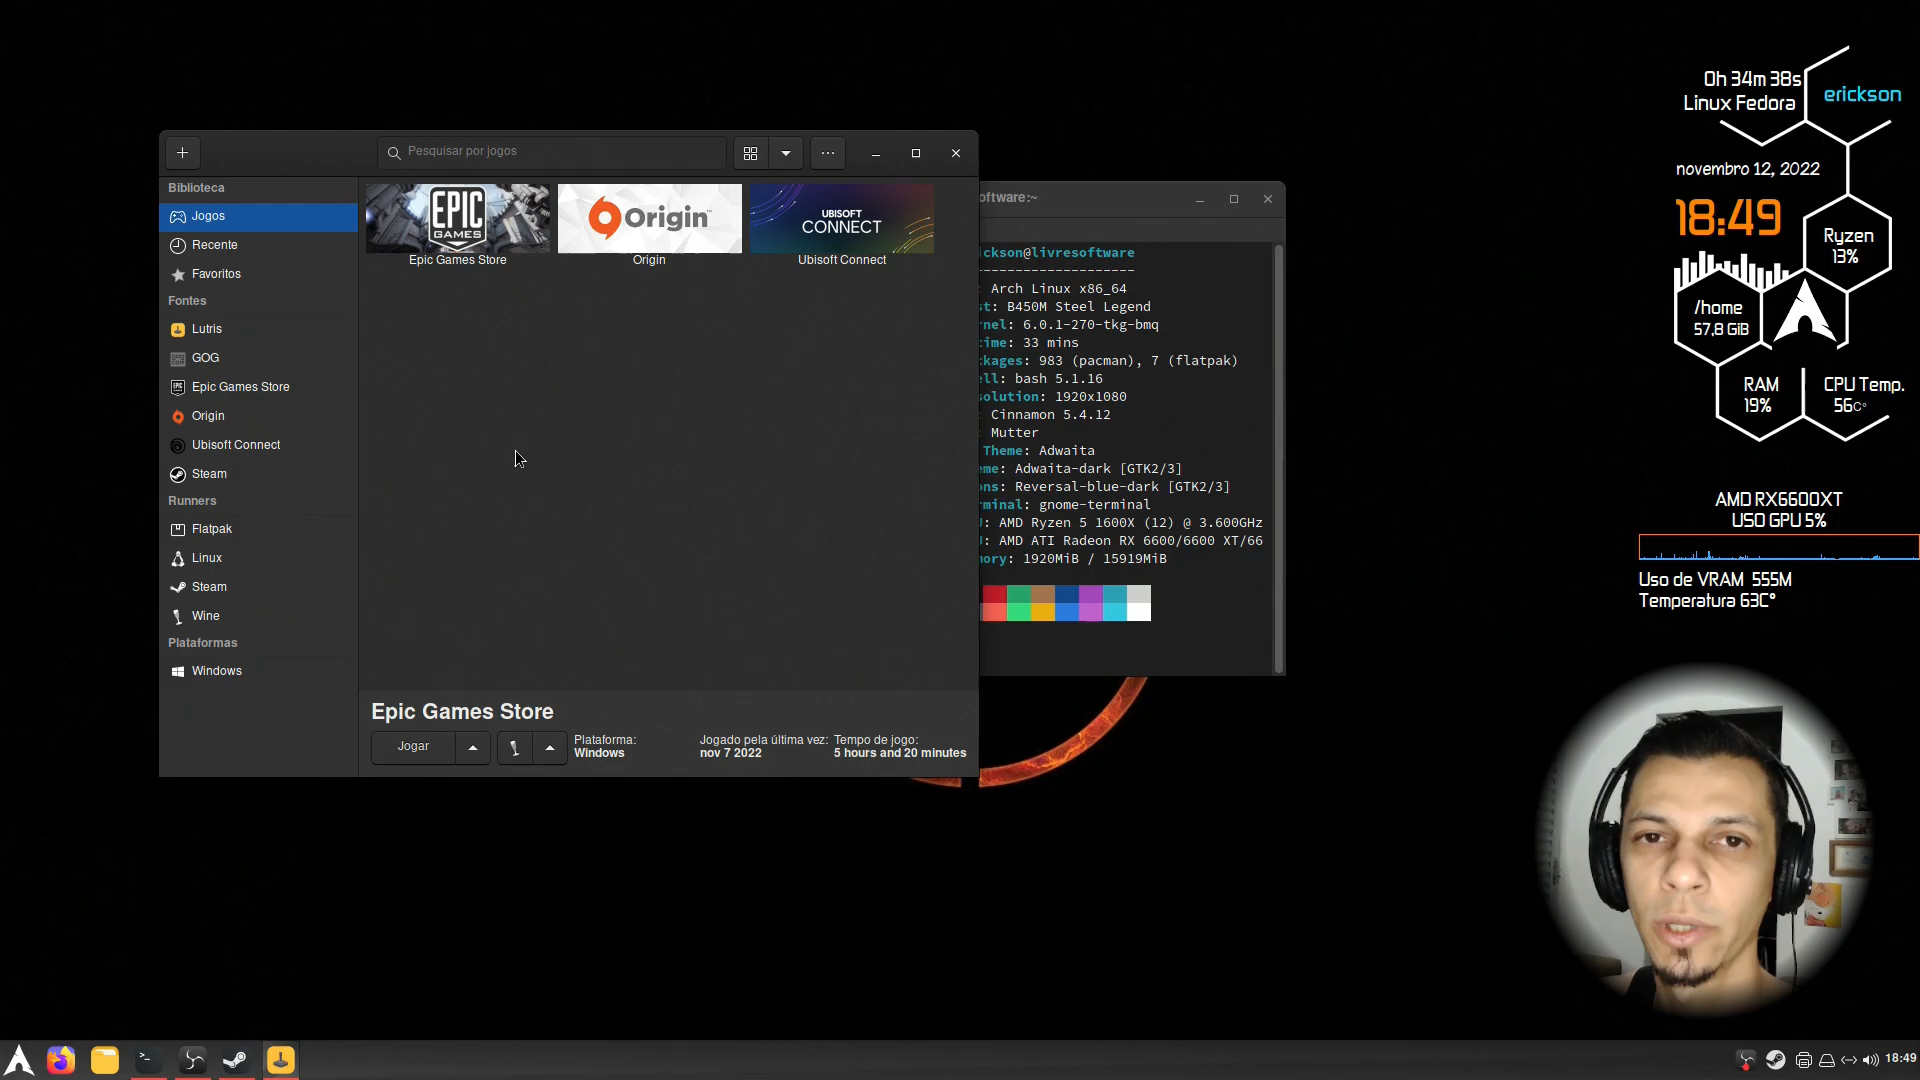 Pesquisar por jogos
Biblioteca
Jogos
Recente
Favoritos
Fontes
Lutris
GOG
Epic Games Store
Origin
Ubisoft Connect
Steam
Runners
Flatpak
Linux
Steam
Wine
Plataformas
Windows
EPIC
GAMES
Epic Games Store
Origin
Origin
UBISOFT
CONNECT
Ubisoft Connect
Epic Games Store
Jogar
Plataforma:
Windows
Jogado pela última vez:
nov 7 2022
Tempo de jogo:
5 hours and 20 minutes
oftware:~
ickson@livresoftware
--------------------
: Arch Linux x86_64
st: B450M Steel Legend
rnel: 6.0.1-270-tkg-bmq
time: 33 mins
ckages: 983 (pacman), 7 (flatpak)
ell: bash 5.1.16
solution: 1920x1080
: Cinnamon 5.4.12
: Mutter
Theme: Adwaita
eme: Adwaita-dark [GTK2/3]
ons: Reversal-blue-dark [GTK2/3]
rminal: gnome-terminal
U: AMD Ryzen 5 1600X (12) @ 3.600GHz
U: AMD ATI Radeon RX 6600/6600 XT/66
mory: 1920MiB / 15919MiB
0h 34m 38s
Linux Fedora
erickson
novembro 12, 2022
18:49
Ryzen
13%
/home
57,8 GiB
RAM
19%
CPU Temp.
56C°
AMD RX6600XT
USO GPU 5%
Uso de VRAM 555M
Temperatura 63C°
18:49